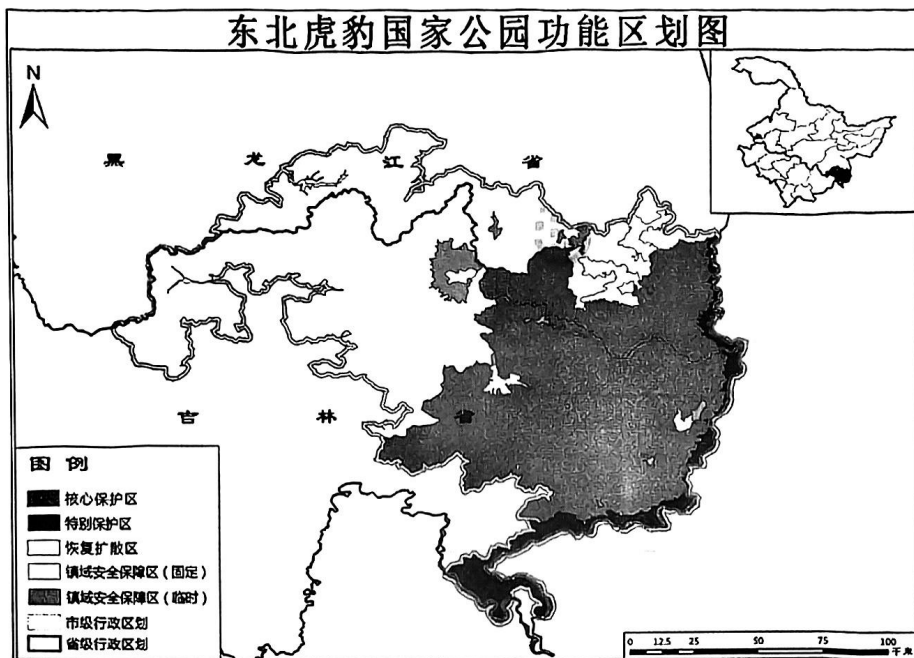 东北虎豹国家公园功能区划图
N
黑 龙 江 省
吉 林 省
图 例
核心保护区
特别保护区
恢复扩散区
镇域安全保障区(固定)
镇域安全保障区(临时)
市级行政区划
省级行政区划
0 12.5 25 50 75 100
千米